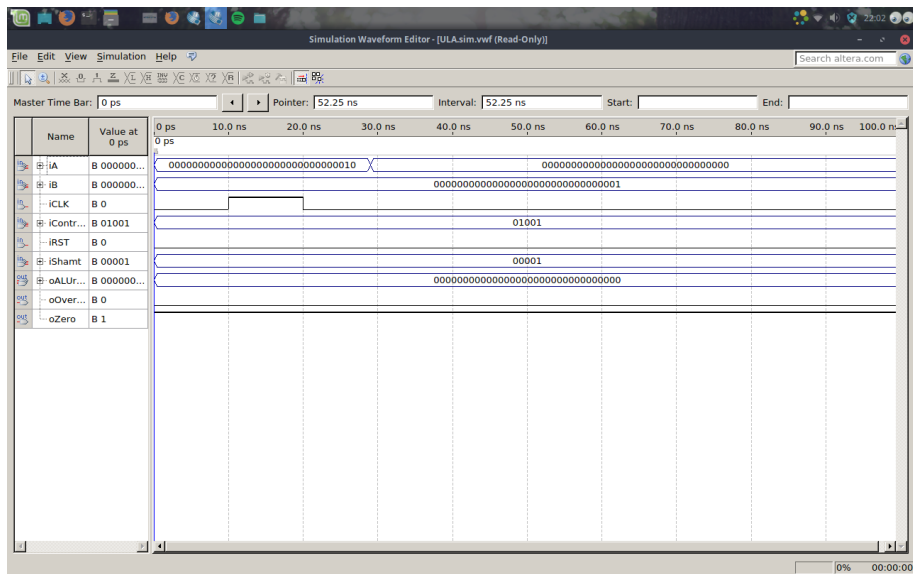 22:02
Simulation Waveform Editor - [ULA.sim.vwf (Read-Only)]
File Edit View Simulation Help
Search altera.com
Master Time Bar: 0 ps Pointer: 52.25 ns Interval: 52.25 ns Start: End:
Name Value at 0 ps
0 ps 10.0 ns 20.0 ns 30.0 ns 40.0 ns 50.0 ns 60.0 ns 70.0 ns 80.0 ns 90.0 ns 100.0 ns
0 ps
iA B 000000... 00000000000000000000000000000010 00000000000000000000000000000000
iB B 000000... 00000000000000000000000000000001
iCLK B 0
iContr... B 01001 01001
iRST B 0
iShamt B 00001 00001
oALUr... B 000000... 00000000000000000000000000000000
oOver... B 0
oZero B 1
0% 00:00:00